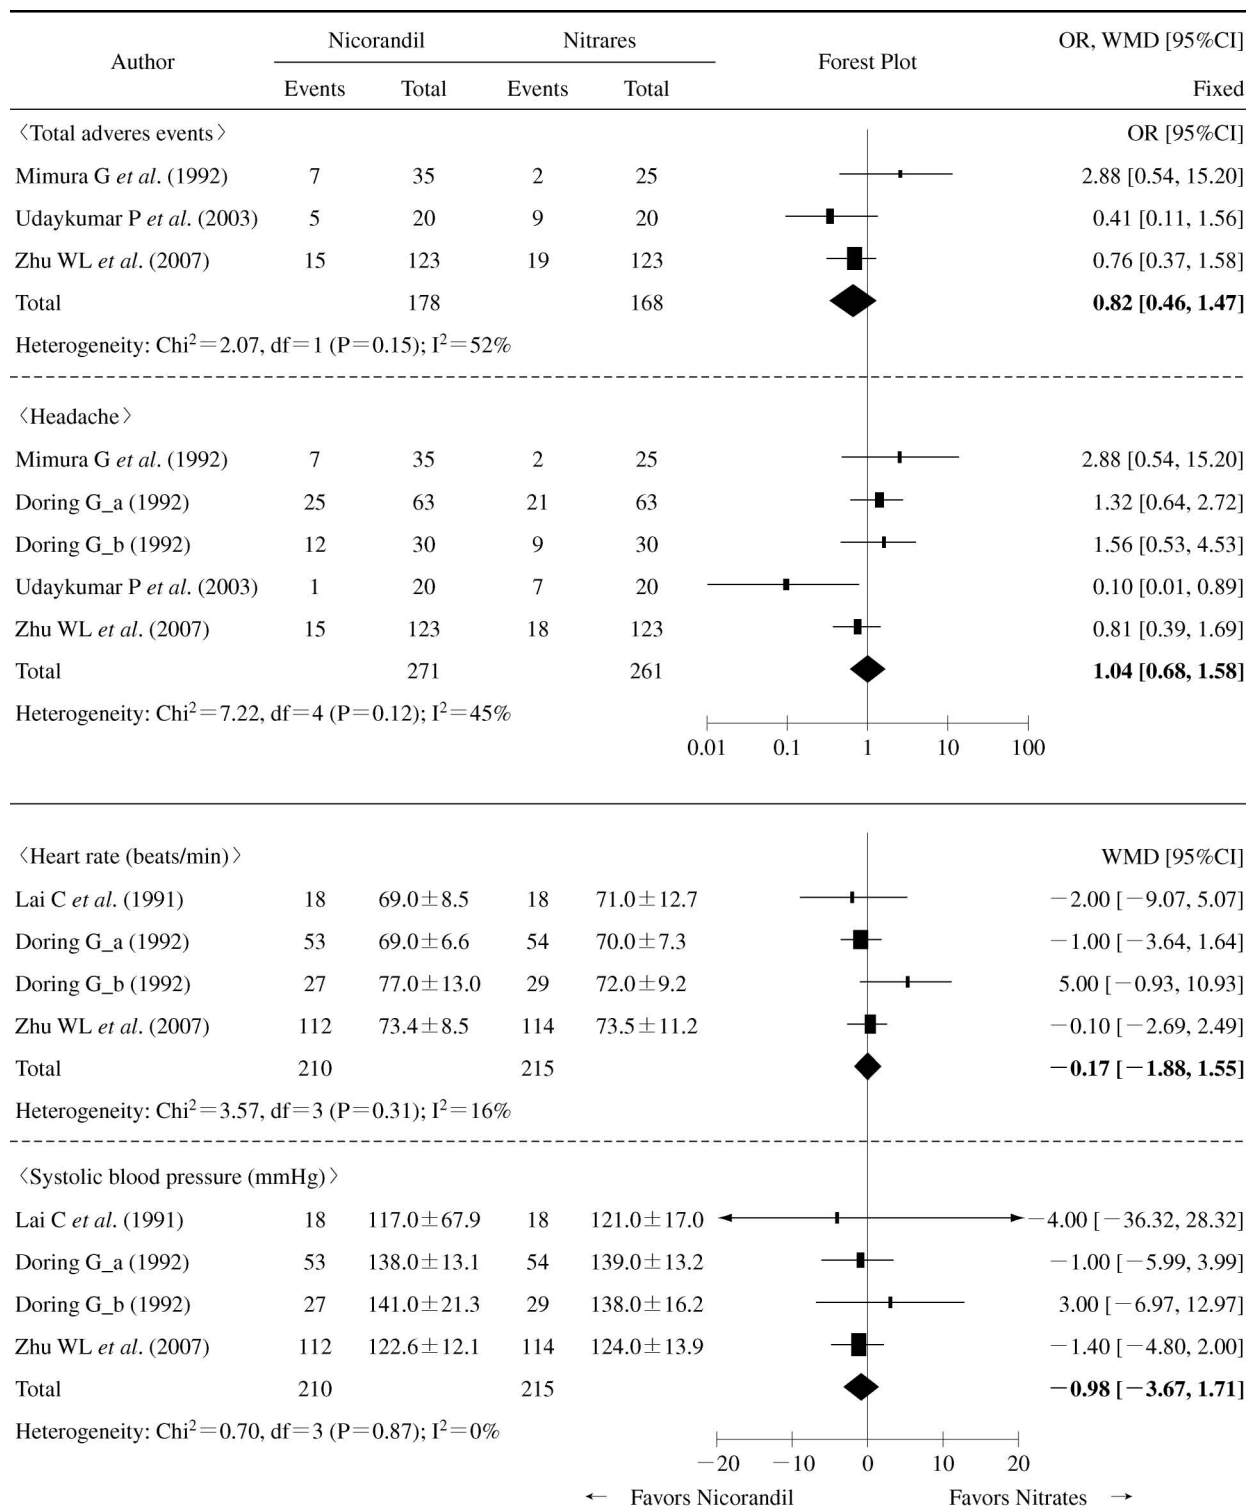 Author Nicorandil Nitrares Forest Plot OR, WMD [95%CI]
Events Total Events Total Fixed
〈Total adveres events〉 OR [95%CI]
Mimura G et al. (1992) 7 35 2 25 2.88 [0.54, 15.20]
Udaykumar P et al. (2003) 5 20 9 20 0.41 [0.11, 1.56]
Zhu WL et al. (2007) 15 123 19 123 0.76 [0.37, 1.58]
Total 178 168 0.82 [0.46, 1.47]
Heterogeneity: Chi²=2.07, df=1 (P=0.15); I²=52%
〈Headache〉
Mimura G et al. (1992) 7 35 2 25 2.88 [0.54, 15.20]
Doring G_a (1992) 25 63 21 63 1.32 [0.64, 2.72]
Doring G_b (1992) 12 30 9 30 1.56 [0.53, 4.53]
Udaykumar P et al. (2003) 1 20 7 20 0.10 [0.01, 0.89]
Zhu WL et al. (2007) 15 123 18 123 0.81 [0.39, 1.69]
Total 271 261 1.04 [0.68, 1.58]
Heterogeneity: Chi²=7.22, df=4 (P=0.12); I²=45%
0.01 0.1 1 10 100
〈Heart rate (beats/min)〉 WMD [95%CI]
Lai C et al. (1991) 18 69.0±8.5 18 71.0±12.7 −2.00 [−9.07, 5.07]
Doring G_a (1992) 53 69.0±6.6 54 70.0±7.3 −1.00 [−3.64, 1.64]
Doring G_b (1992) 27 77.0±13.0 29 72.0±9.2 5.00 [−0.93, 10.93]
Zhu WL et al. (2007) 112 73.4±8.5 114 73.5±11.2 −0.10 [−2.69, 2.49]
Total 210 215 −0.17 [−1.88, 1.55]
Heterogeneity: Chi²=3.57, df=3 (P=0.31); I²=16%
〈Systolic blood pressure (mmHg)〉
Lai C et al. (1991) 18 117.0±67.9 18 121.0±17.0 −4.00 [−36.32, 28.32]
Doring G_a (1992) 53 138.0±13.1 54 139.0±13.2 −1.00 [−5.99, 3.99]
Doring G_b (1992) 27 141.0±21.3 29 138.0±16.2 3.00 [−6.97, 12.97]
Zhu WL et al. (2007) 112 122.6±12.1 114 124.0±13.9 −1.40 [−4.80, 2.00]
Total 210 215 −0.98 [−3.67, 1.71]
Heterogeneity: Chi²=0.70, df=3 (P=0.87); I²=0%
−20 −10 0 10 20
← Favors Nicorandil Favors Nitrates →